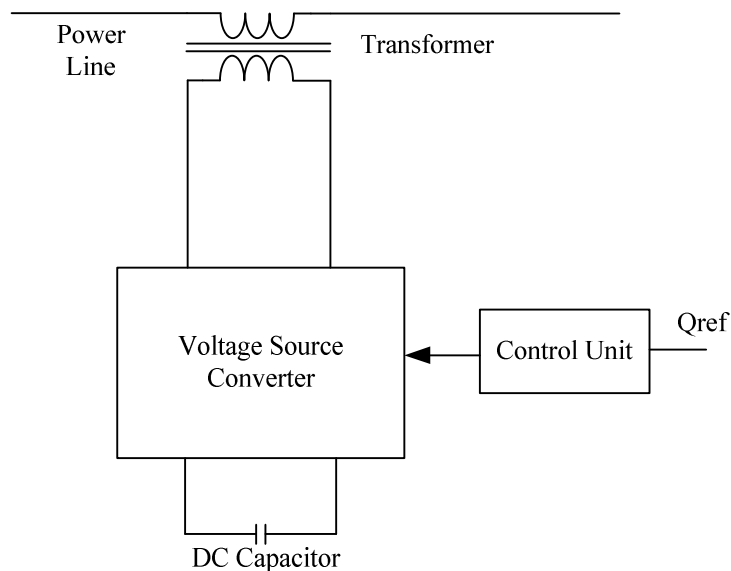 Power
Line
Transformer
Voltage Source
Converter
Control Unit
Qref
DC Capacitor